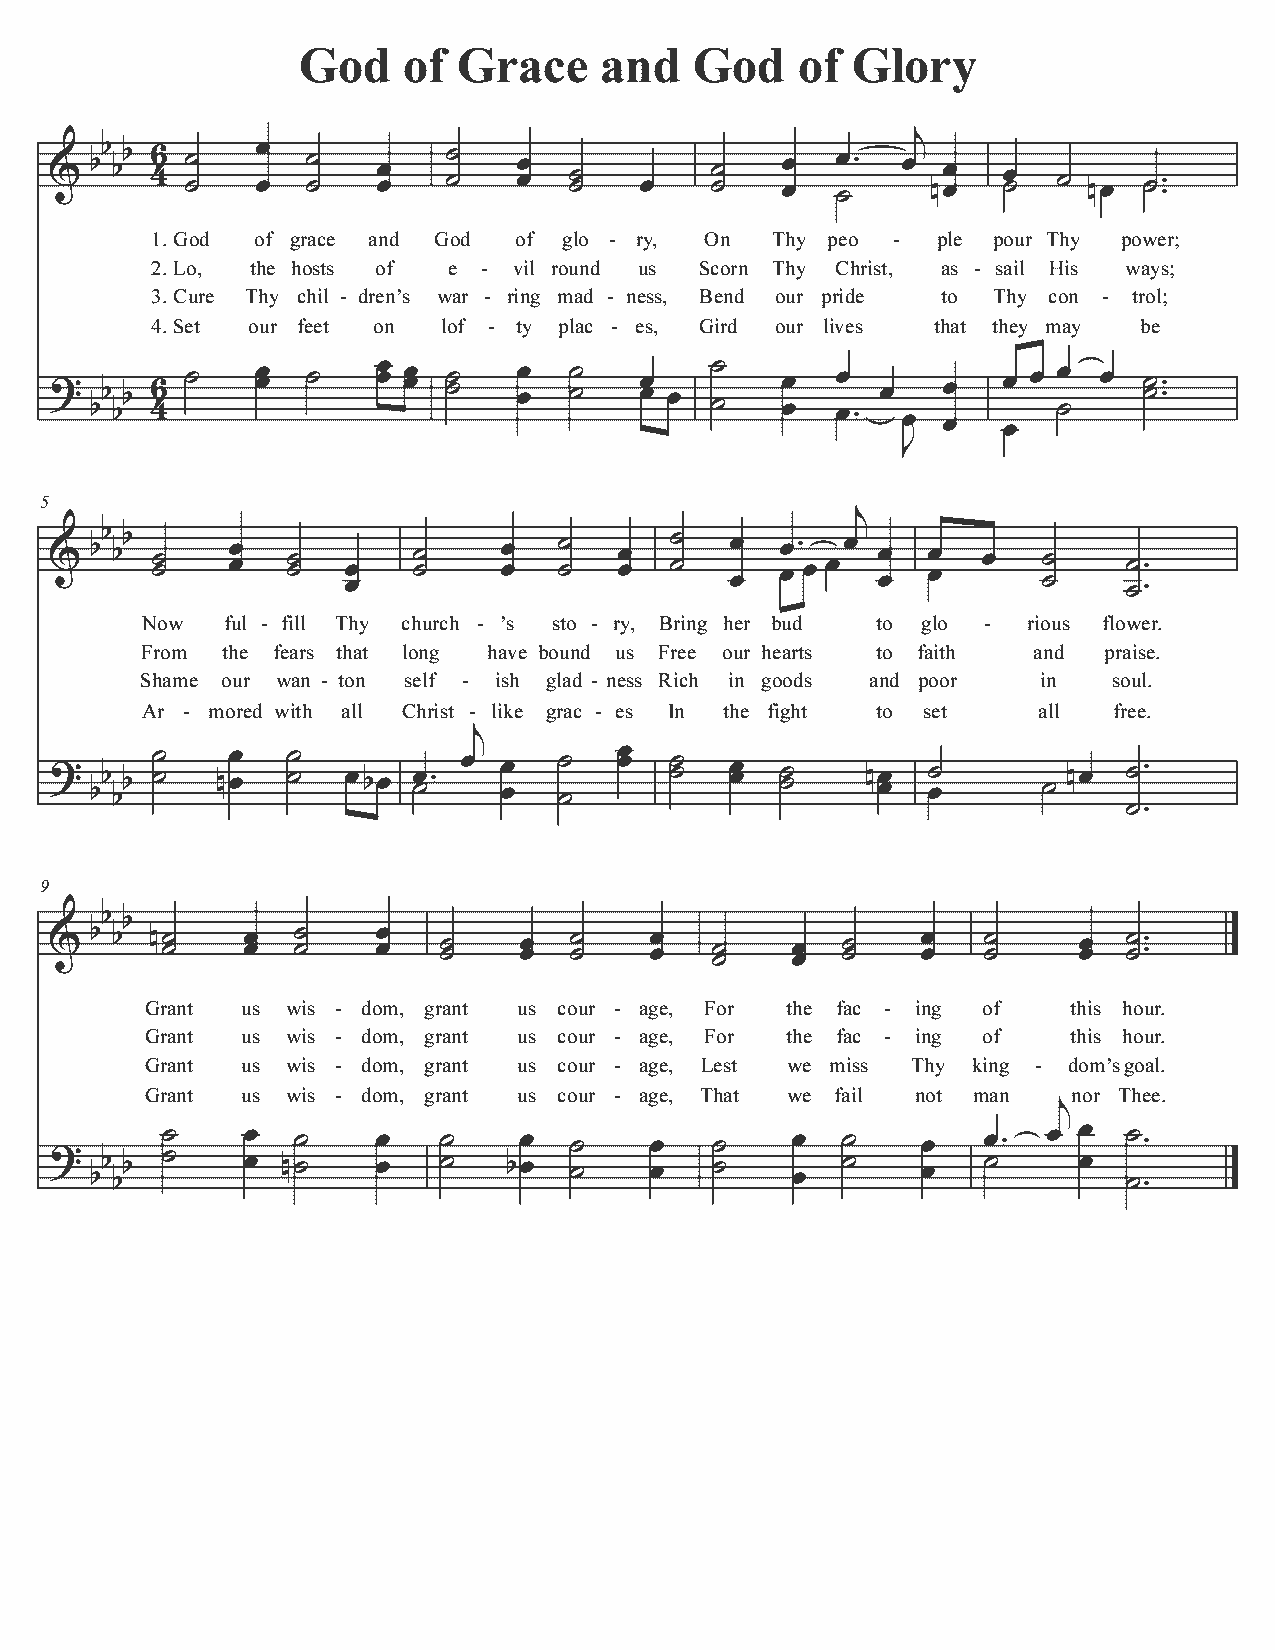 God of Grace and God of Glory
6
4
1. God of grace and God of glo - ry, On Thy peo - ple pour Thy power;
2. Lo, the hosts of e - vil round us Scorn Thy Christ, as - sail His ways;
3. Cure Thy chil - dren’s war - ring mad - ness, Bend our pride to Thy con - trol;
4. Set our feet on lof - ty plac - es, Gird our lives that they may be
6
4
5
Now ful - fill Thy church - ’s sto - ry, Bring her bud to glo - rious flower.
From the fears that long have bound us Free our hearts to faith and praise.
Shame our wan - ton self - ish glad - ness Rich in goods and poor in soul.
Ar - mored with all Christ - like grac - es In the fight to set all free.
9
Grant us wis - dom, grant us cour - age, For the fac - ing of this hour.
Grant us wis - dom, grant us cour - age, For the fac - ing of this hour.
Grant us wis - dom, grant us cour - age, Lest we miss Thy king - dom’s goal.
Grant us wis - dom, grant us cour - age, That we fail not man nor Thee.